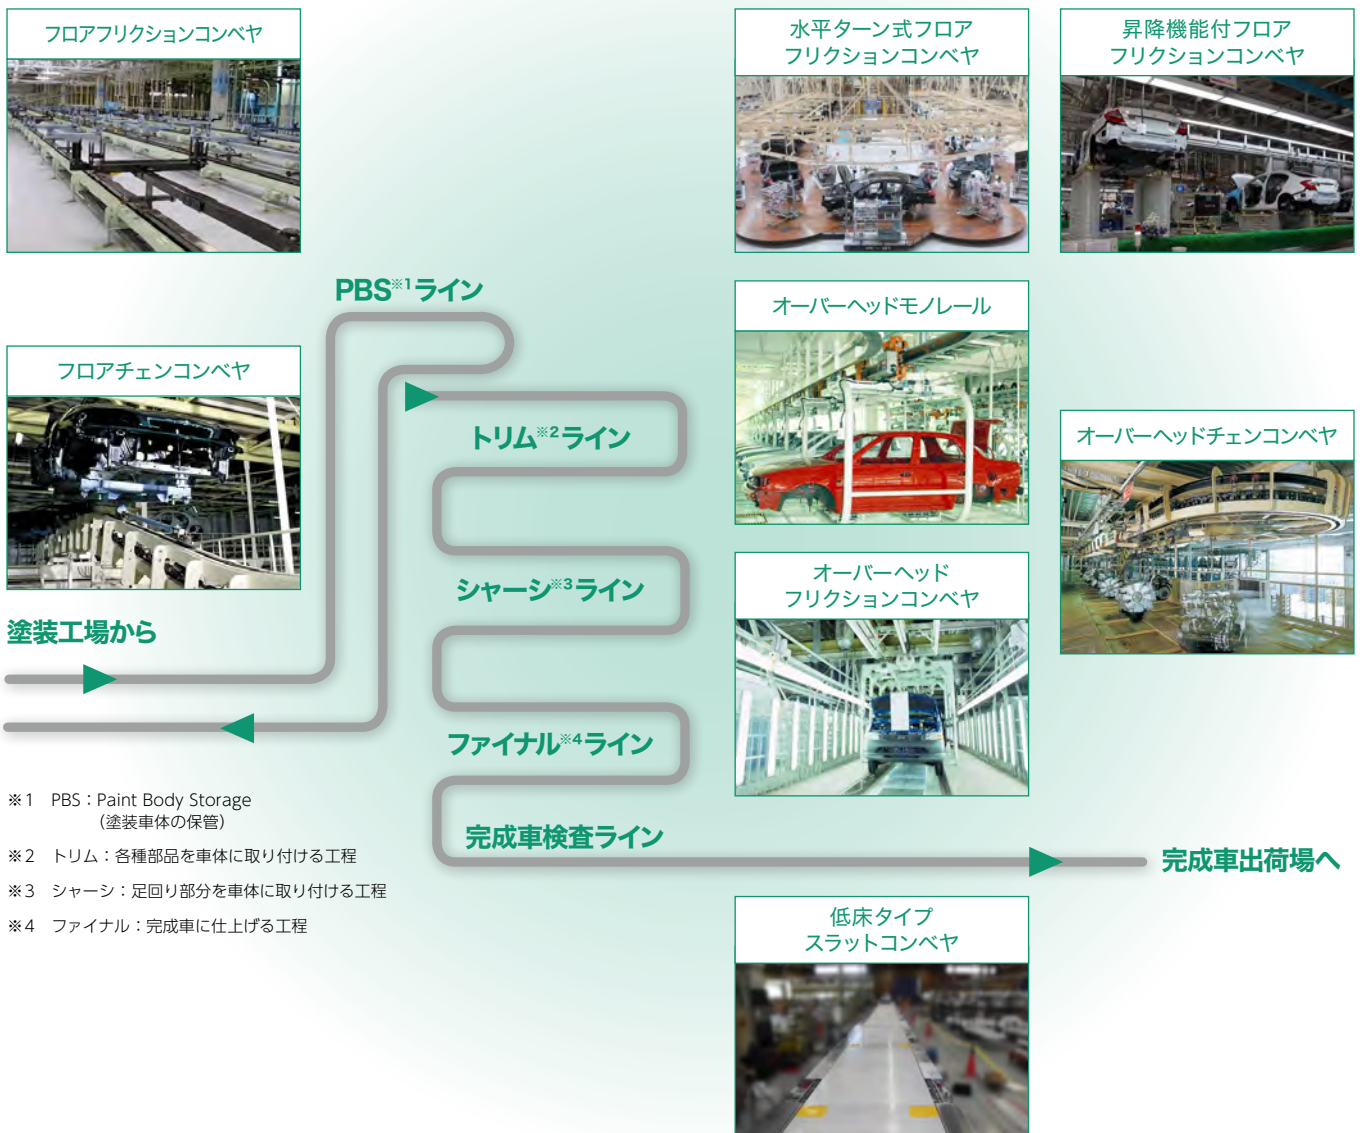 フロアフリクションコンベヤ
水平ターン式フロア
フリクションコンベヤ
昇降機能付フロア
フリクションコンベヤ
PBS※1ライン
オーバーヘッドモノレール
フロアチェンコンベヤ
トリム※2ライン
オーバーヘッドチェンコンベヤ
シャーシ※3ライン
オーバーヘッド
フリクションコンベヤ
塗装工場から
ファイナル※4ライン
※1 PBS：Paint Body Storage
(塗装車体の保管)
※2 トリム：各種部品を車体に取り付ける工程
※3 シャーシ：足回り部分を車体に取り付ける工程
※4 ファイナル：完成車に仕上げる工程
完成車検査ライン
完成車出荷場へ
低床タイプ
スラットコンベヤ